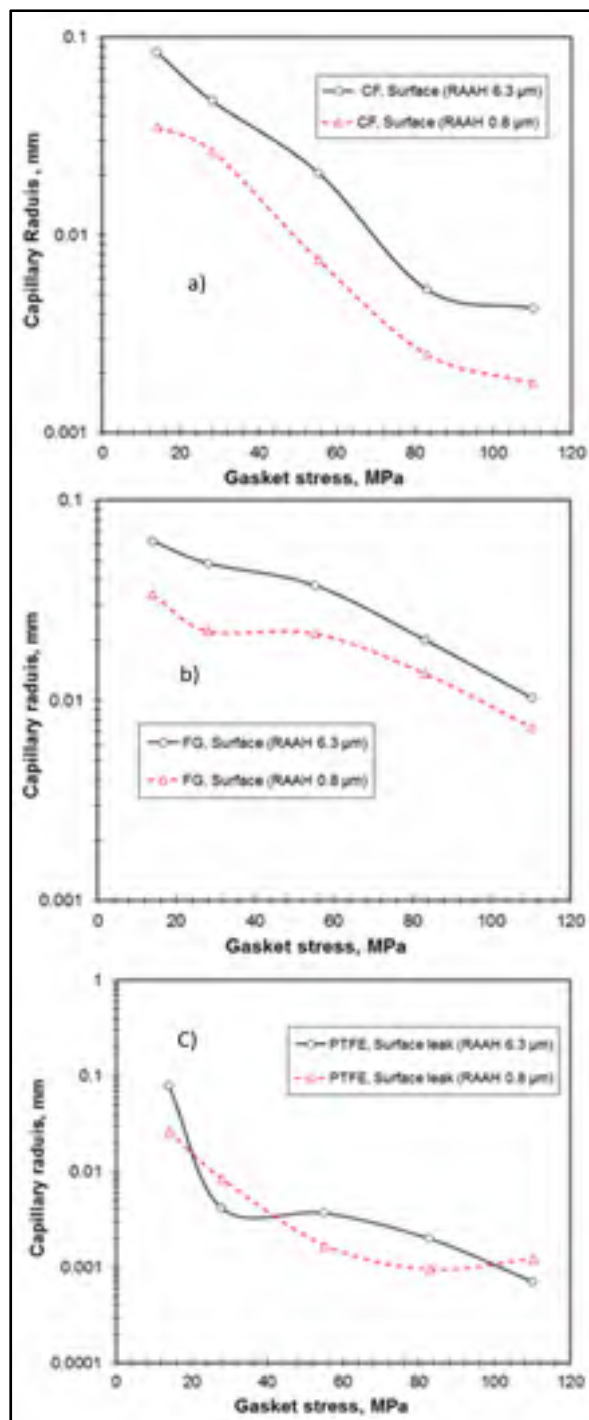 0.1
CF, Surface (RAAH 6.3 µm)
CF, Surface (RAAH 0.8 µm)
Capillary Raduis , mm
0.01
a)
0.001
0 20 40 60 80 100 120
Gasket stress, MPa
0.1
Capillary raduis, mm
b)
0.01
FG, Surface (RAAH 6.3 µm)
FG, Surface (RAAH 0.8 µm)
0.001
0 20 40 60 80 100 120
Gasket stress, MPa
1
C)
PTFE, Surface leak (RAAH 6.3 µm)
PTFE, Surface leak (RAAH 0.8 µm)
0.1
Capillary raduis, mm
0.01
0.001
0.0001
0 20 40 60 80 100 120
Gasket stress, MPa